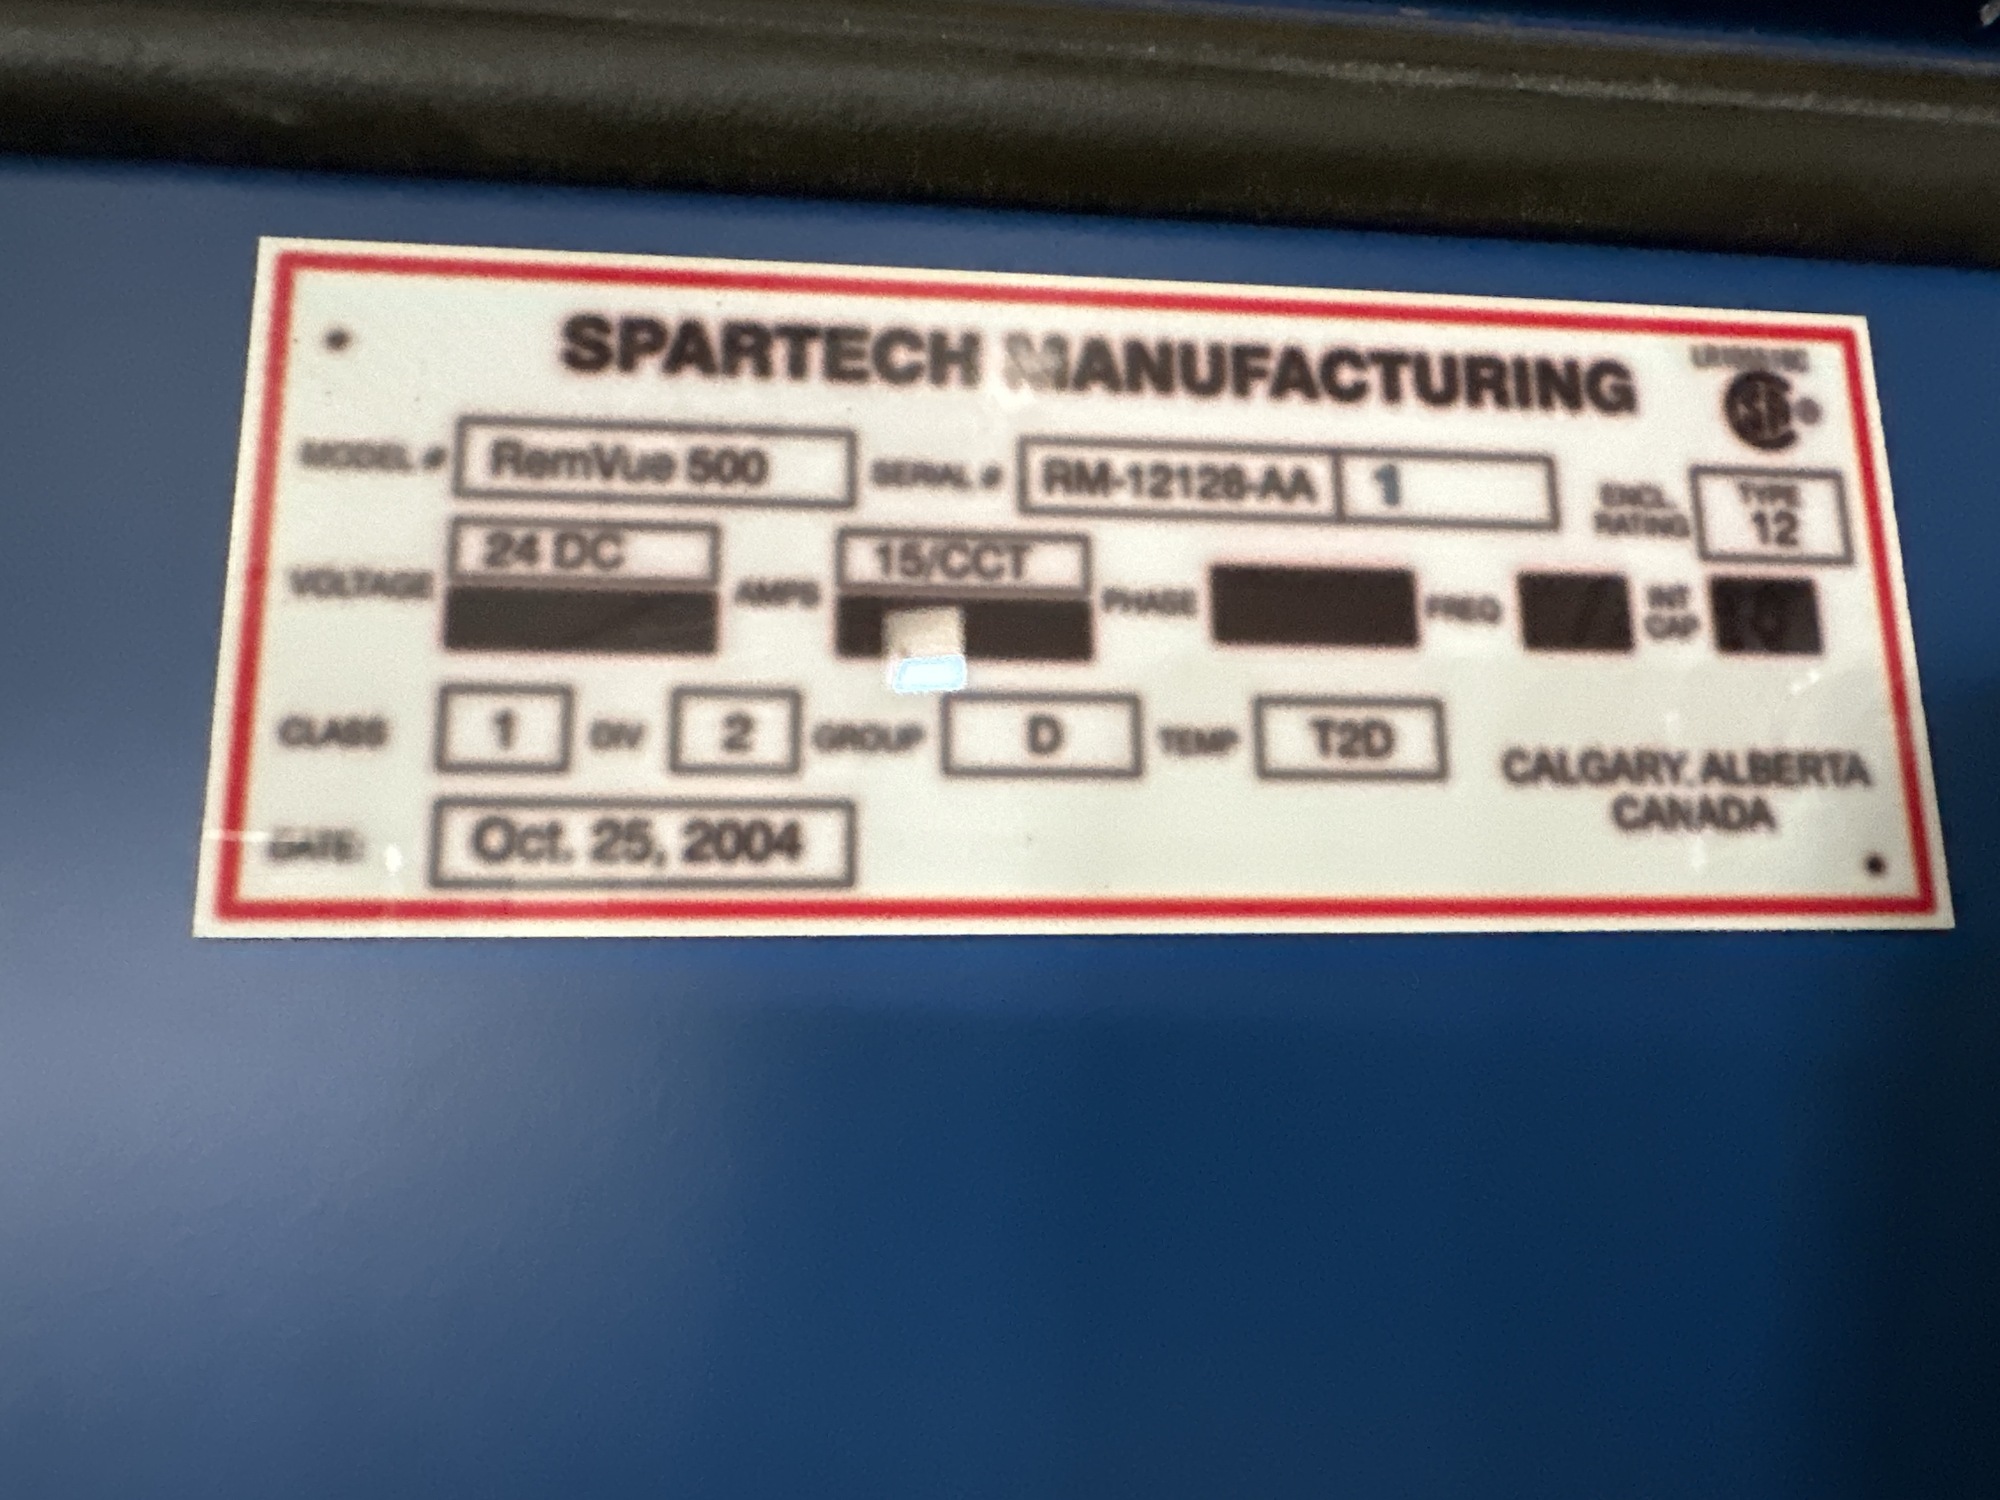 SPARTECH MANUFACTURING
MODEL # RemVue 500 SERIAL # RM-12128-AA 1 ENCL. RATING TYPE 12
VOLTAGE 24 DC AMPS 15/CCT PHASE FREQ INT CAP
CLASS 1 DIV 2 GROUP D TEMP T2D
CALGARY, ALBERTA
CANADA
DATE: Oct. 25, 2004